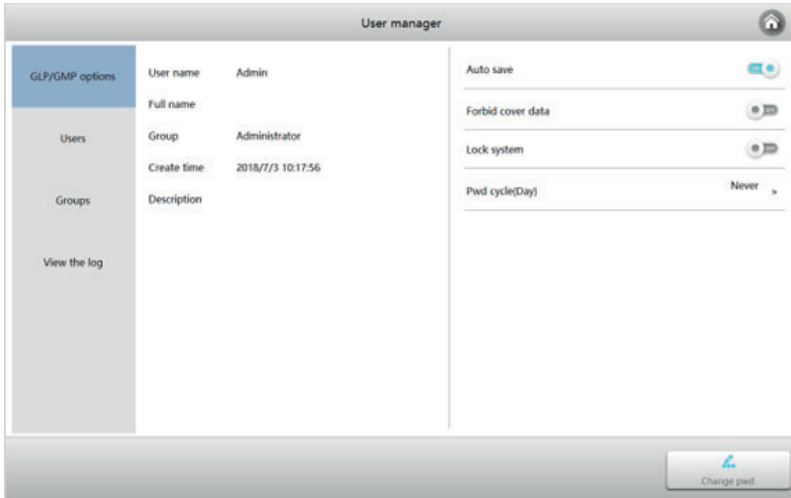 User manager
GLP/GMP options
Users
Groups
View the log
User name Admin
Full name
Group Administrator
Create time 2018/7/3 10:17:56
Description
Auto save
Forbid cover data
Lock system
Pwd cycle(Day) Never >
Change pwd